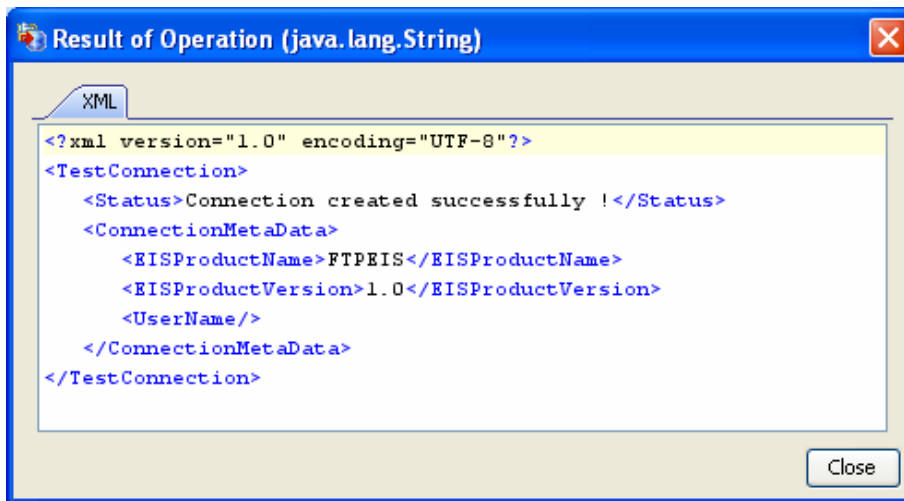 Result of Operation (java.lang.String)
XML
<?xml version="1.0" encoding="UTF-8"?>
<TestConnection>
<Status>Connection created successfully !</Status>
<ConnectionMetaData>
<EISProductName>FTPEIS</EISProductName>
<EISProductVersion>1.0</EISProductVersion>
<UserName/>
</ConnectionMetaData>
</TestConnection>
Close